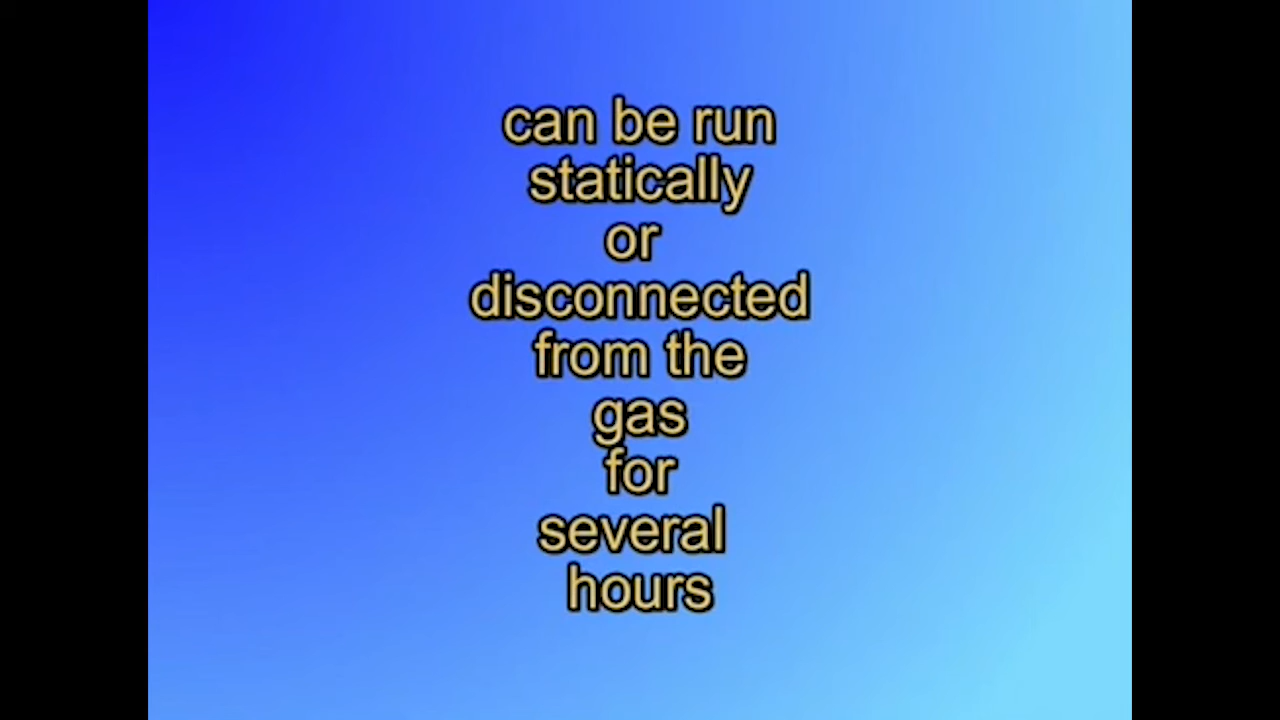 can be run
statically
or
disconnected
from the
gas
for
several
hours